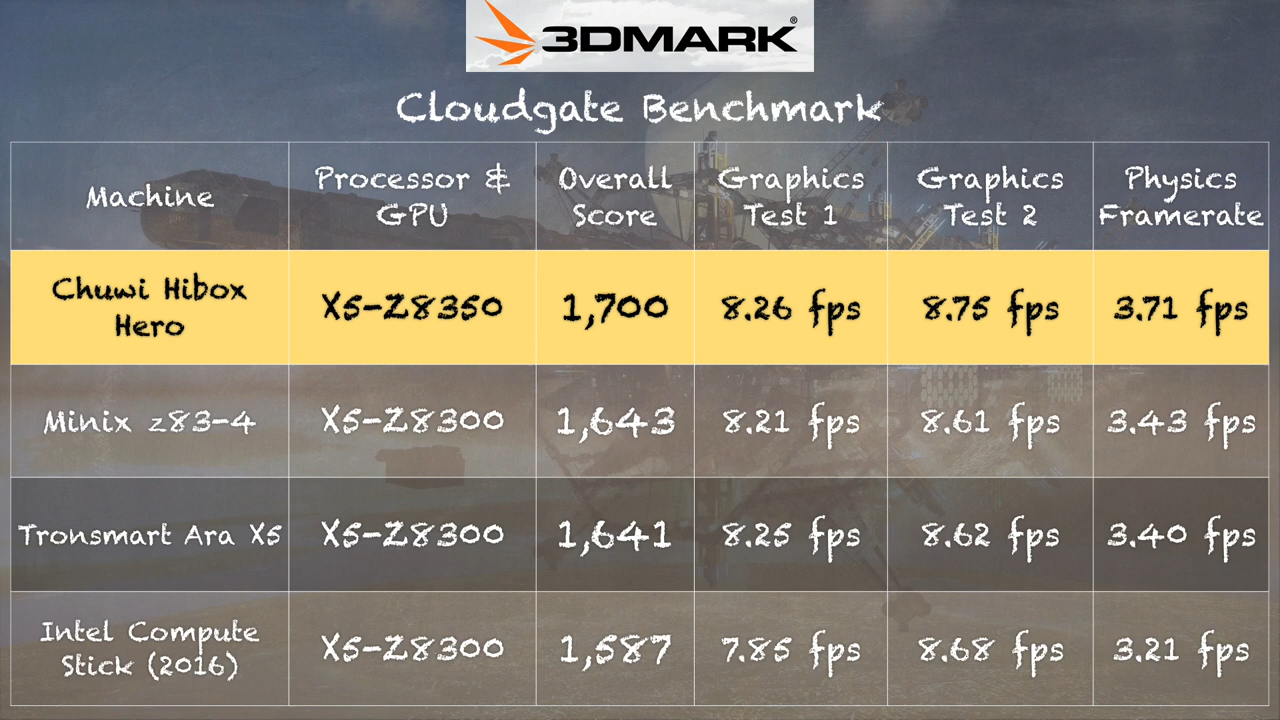 3DMARK®
Cloudgate Benchmark
Machine
Processor &
GPU
Overall
Score
Graphics
Test 1
Graphics
Test 2
Physics
Framerate
Chuwi Hibox
Hero
X5-Z8350
1,700
8.26 fps
8.75 fps
3.71 fps
Minix z83-4
X5-Z8300
1,643
8.21 fps
8.61 fps
3.43 fps
Tronsmart Ara X5
X5-Z8300
1,641
8.25 fps
8.62 fps
3.40 fps
Intel Compute
Stick (2016)
X5-Z8300
1,587
7.85 fps
8.68 fps
3.21 fps